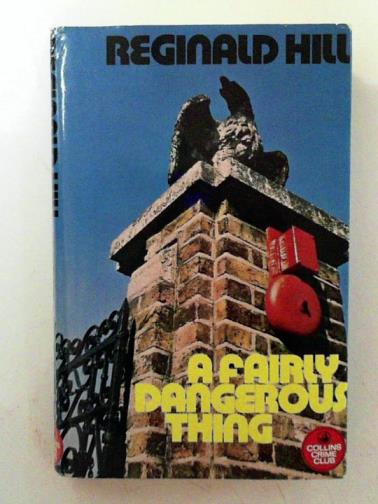 REGINALD HILL
A FAIRLY
DANGEROUS
THING
COLLINS
CRIME
CLUB